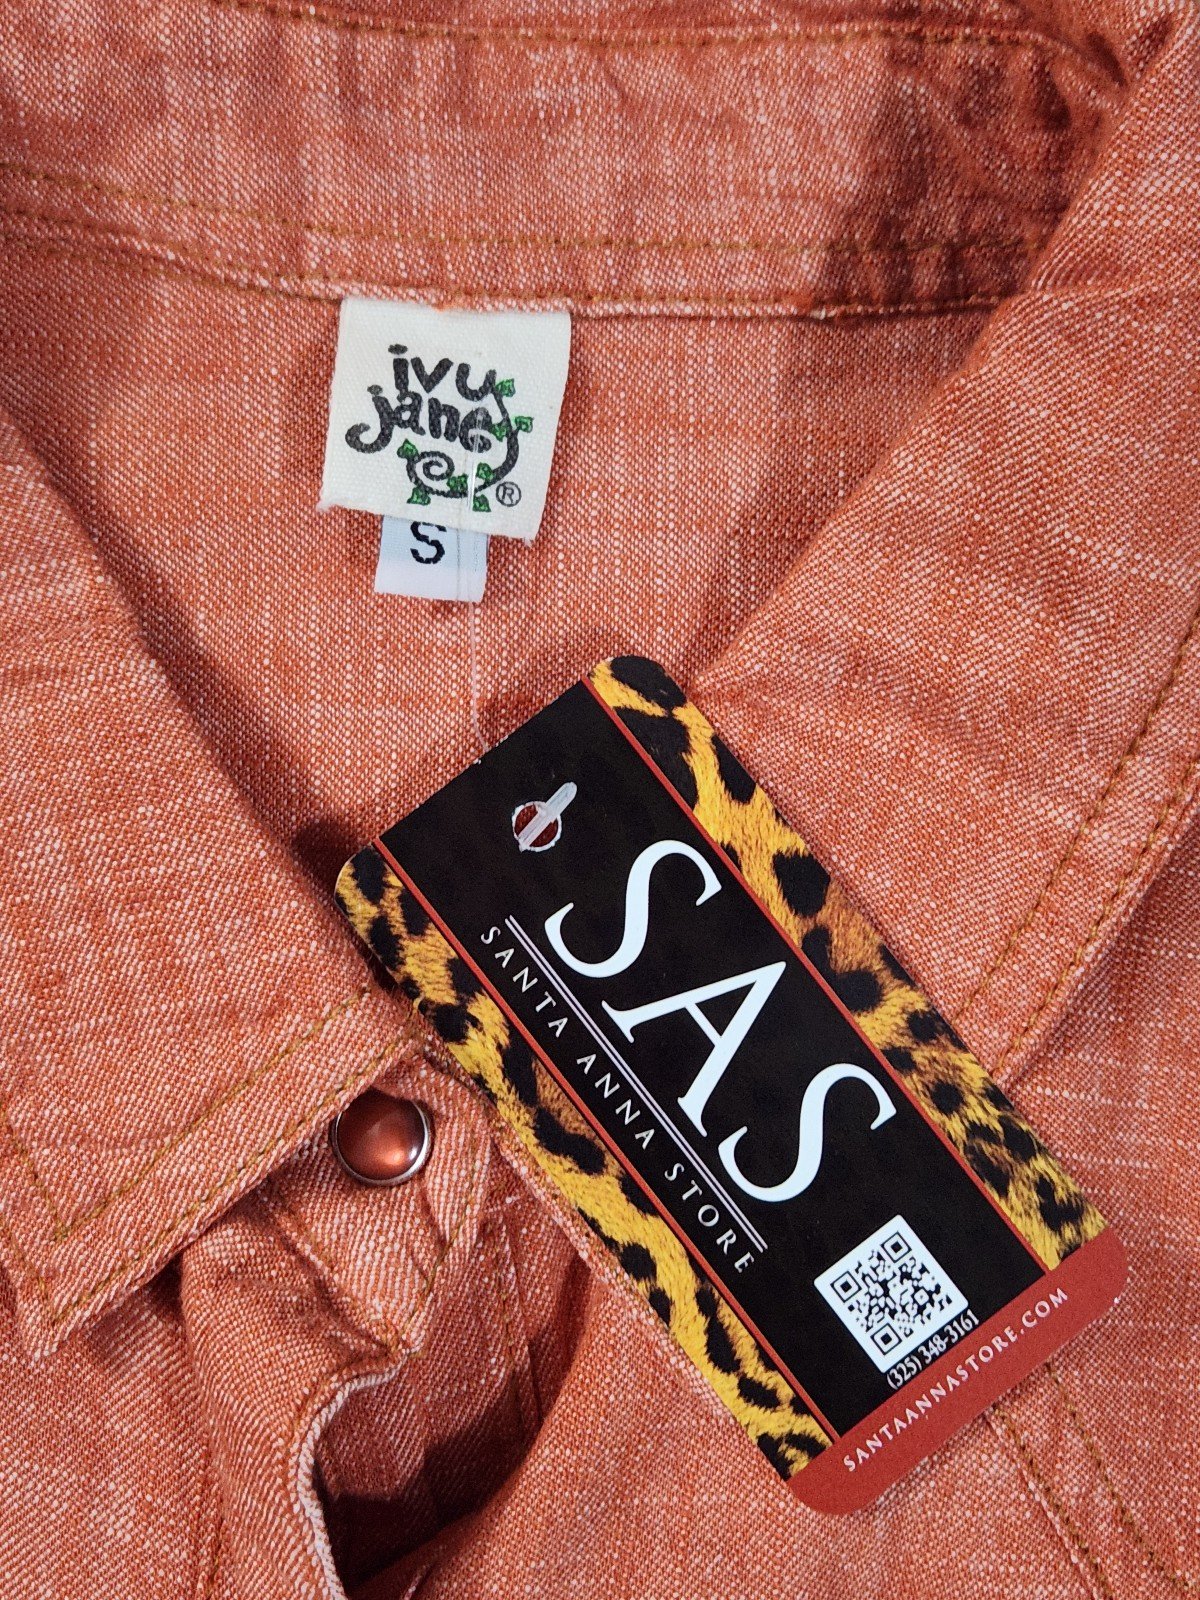 ivy
jane
®
S
SAS
SANTA ANNA STORE
(325) 348-3161
SANTAANNASTORE.COM